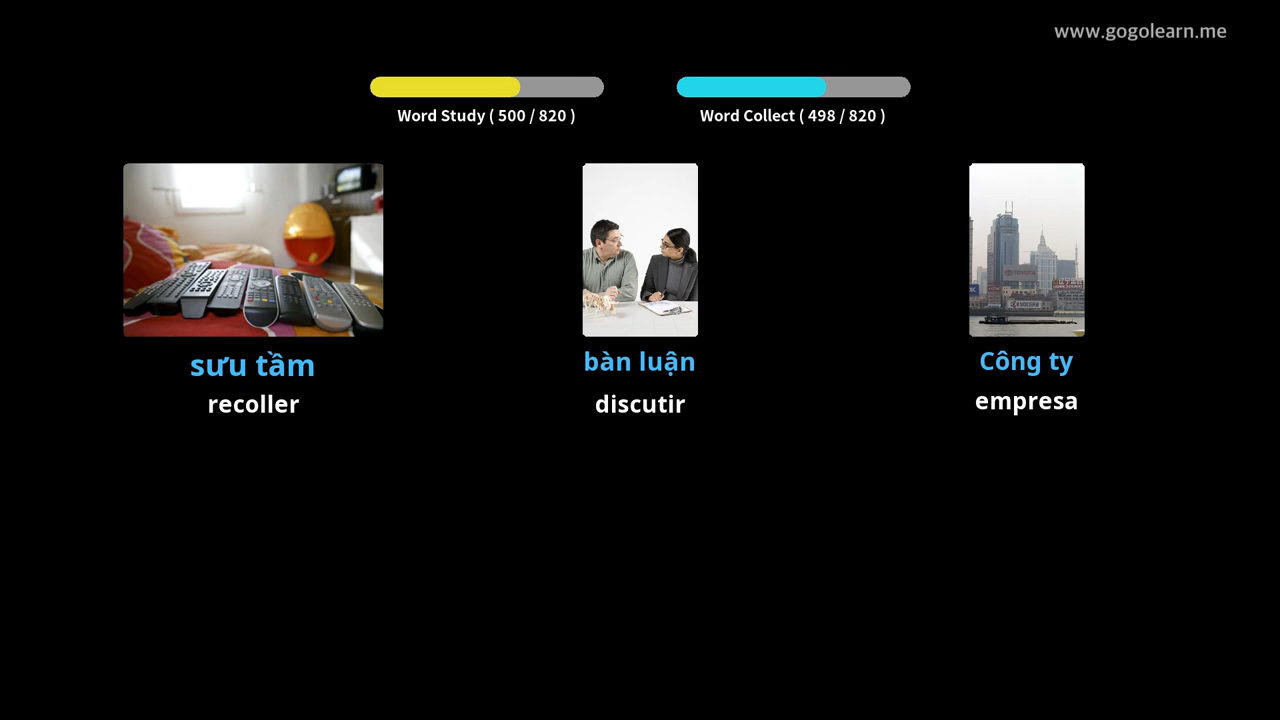 www.gogolearn.me
Word Study ( 500 / 820 )
Word Collect ( 498 / 820 )
TOYOTA
sưu tầm
bàn luận
Công ty
recoller
discutir
empresa